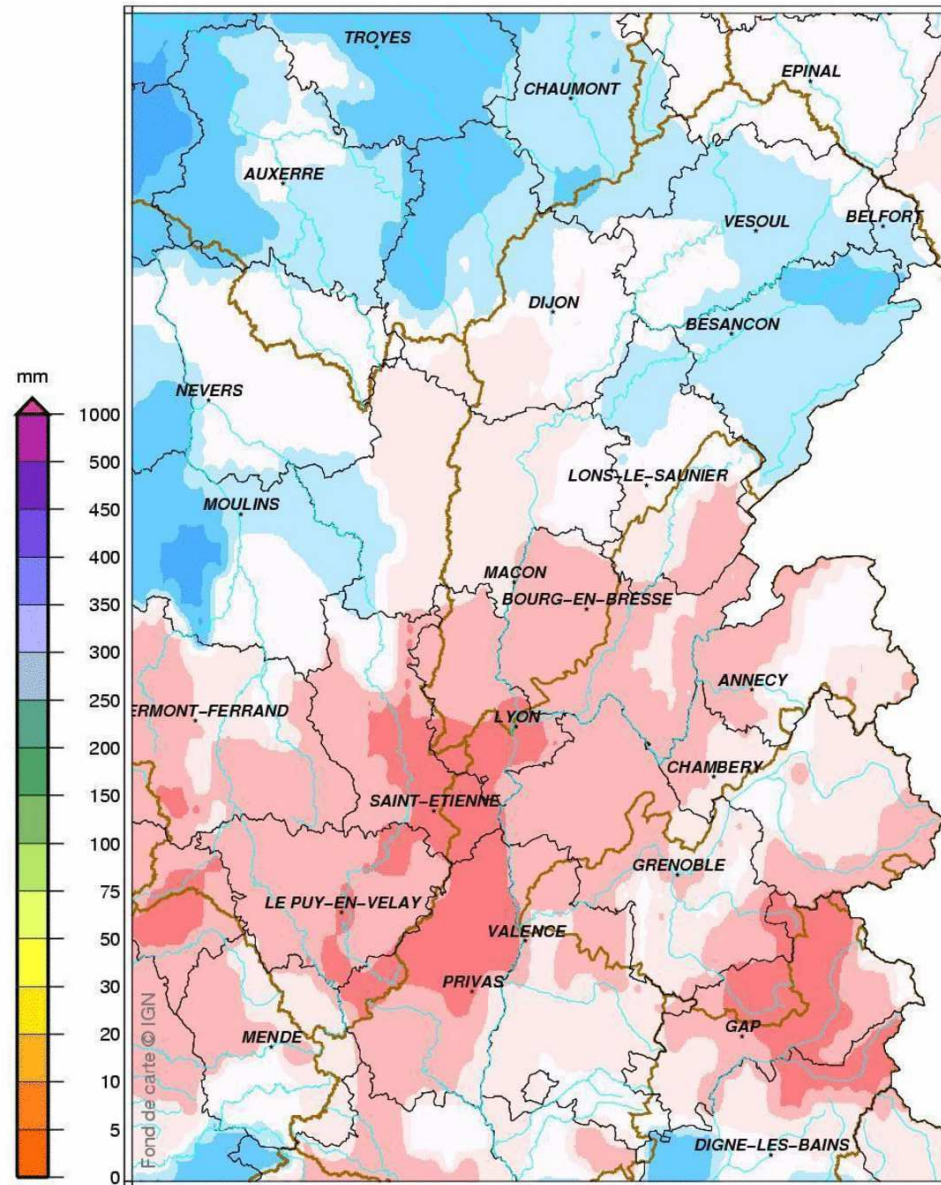 TROYES
EPINAL
CHAUMONT
AUXERRE
BELFORT
VESOUL
DIJON
BESANCON
mm
NEVERS
1000
500
450
400
350
300
250
200
150
100
75
50
30
20
10
5
0
LONS-LE-SAUNIER
MOULINS
MACON
BOURG-EN-BRESSE
ANNECY
ERMONT-FERRAND
LYON
CHAMBERY
SAINT-ETIENNE
GRENOBLE
LE PUY-EN-VELAY
VALENCE
PRIVAS
GAP
MENDE
DIGNE-LES-BAINS
Fond de carte © IGN